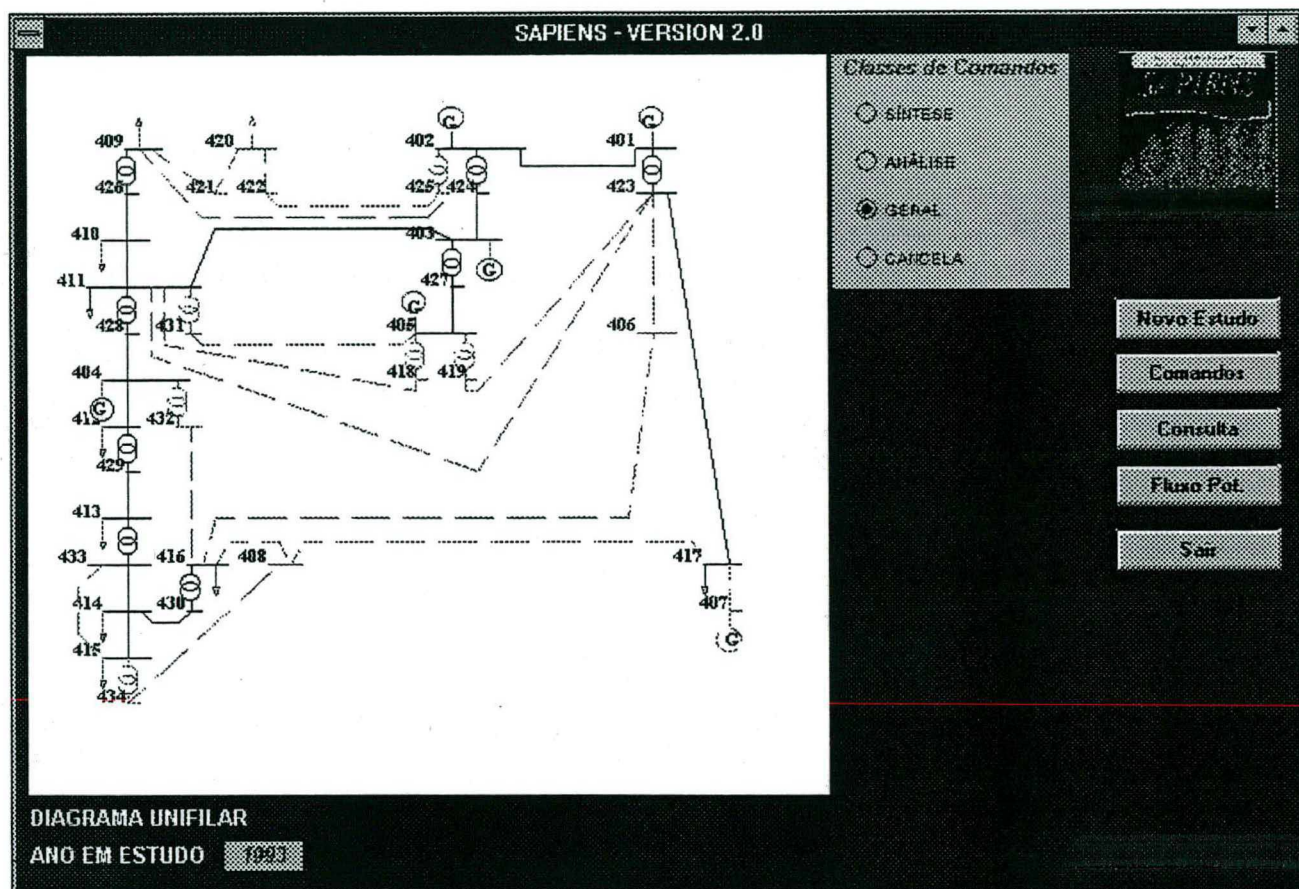 SAPIENS - VERSION 2.0
Classes de Comandos
SÍNTESE
ANÁLISE
GERAL
CANCELA
Novo Estudo
Comandos
Consulta
Fluxo Pot.
Sair
409 420 402 G 401 G
426 421 422 425 424 423
410 403
411 427 G G
428 431 405 406
404 418 419
G 432
412
429
413
433 416 408 417
414 430 407
415 G
434
DIAGRAMA UNIFILAR
ANO EM ESTUDO 1993